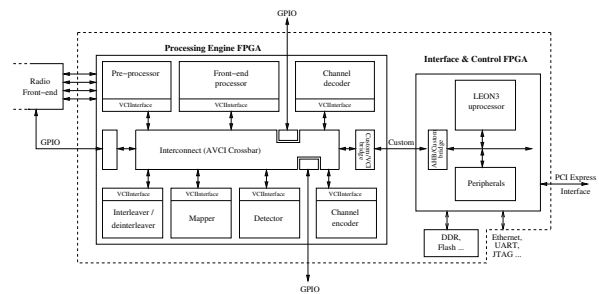 GPIO
Processing Engine FPGA
Interface & Control FPGA
Radio
Front-end
Pre-processor
VCIInterface
Front-end
processor
VCIInterface
Channel
decoder
VCIInterface
LEON3
uprocessor
GPIO
Interconnect (AVCI Crossbar)
Custom/VCI
bridge
Custom
AHB/Custom
bridge
Peripherals
PCI Express
Interface
VCIInterface
Interleaver /
deinterleaver
VCIInterface
Mapper
VCIInterface
Detector
VCIInterface
Channel
encoder
DDR,
Flash ...
Ethernet,
UART,
JTAG ...
GPIO